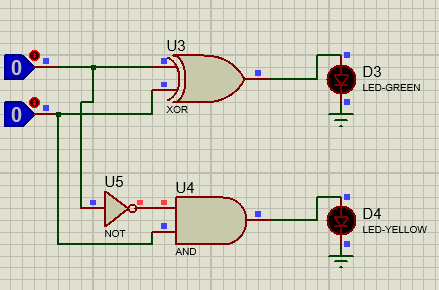 U3
0
XOR
D3
LED-GREEN
0
U5
NOT
U4
AND
D4
LED-YELLOW